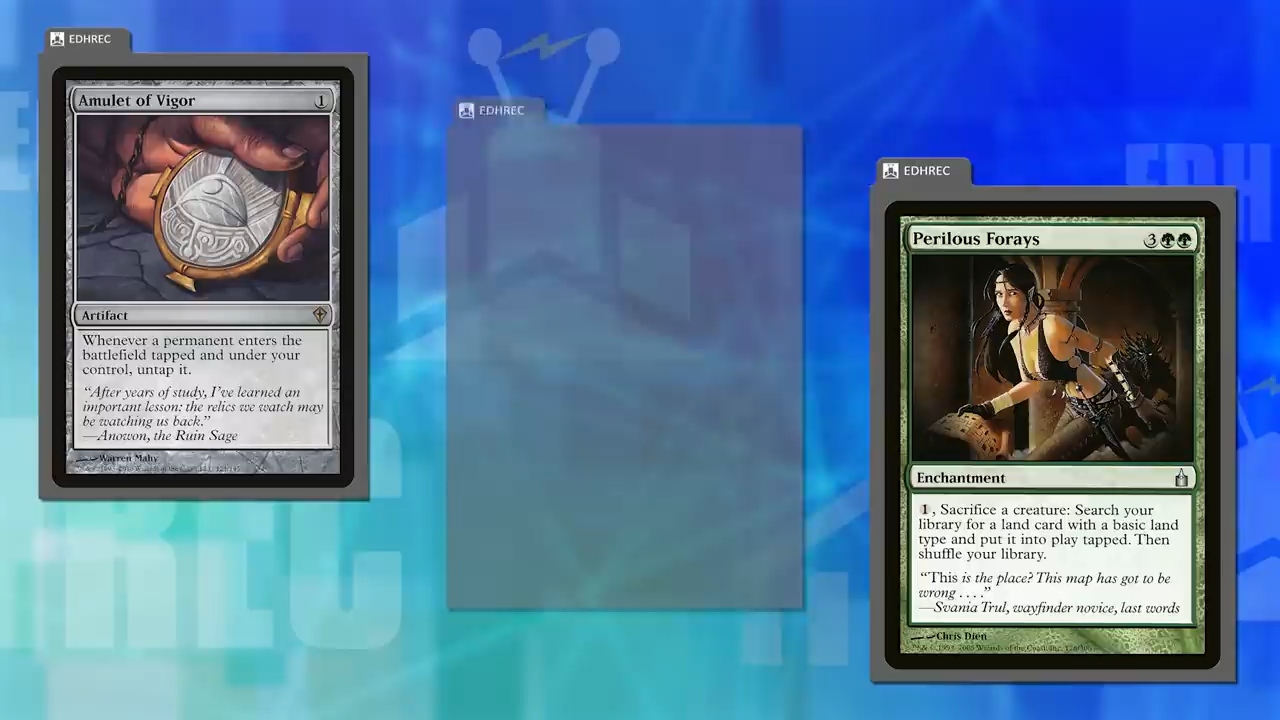 EDHREC
Amulet of Vigor 1
Artifact
Whenever a permanent enters the
battlefield tapped and under your
control, untap it.
“After years of study, I’ve learned an
important lesson: the relics we watch may
be watching us back.”
—Anowon, the Ruin Sage
Warren Mahy
EDHREC
EDHREC
Perilous Forays 3
Enchantment
1, Sacrifice a creature: Search your
library for a land card with a basic land
type and put it into play tapped. Then
shuffle your library.
“This is the place? This map has got to be
wrong . . . .”
—Svania Trul, wayfinder novice, last words
Chris Dien
EDH
REC